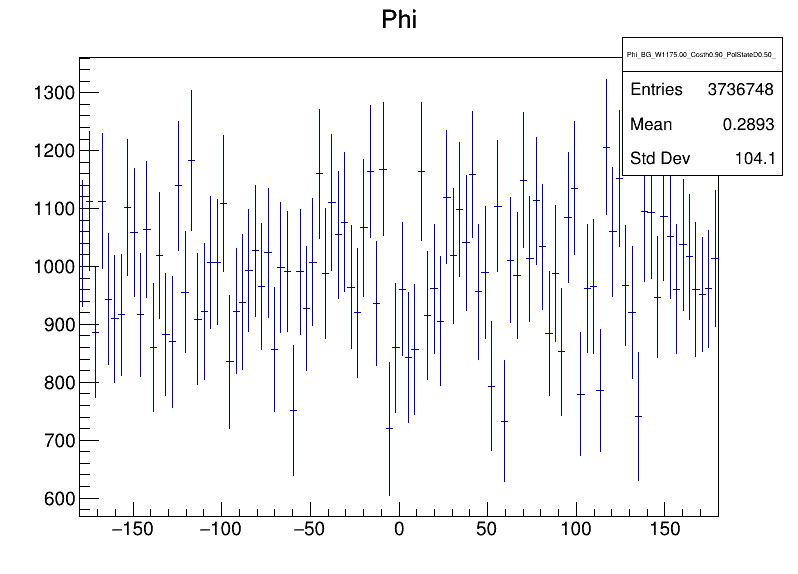 Phi
Phi_BG_W1175.00_Costh0.90_PolStateD0.50_
Entries 3736748
Mean 0.2893
Std Dev 104.1
1300
1200
1100
1000
900
800
700
600
−150 −100 −50 0 50 100 150